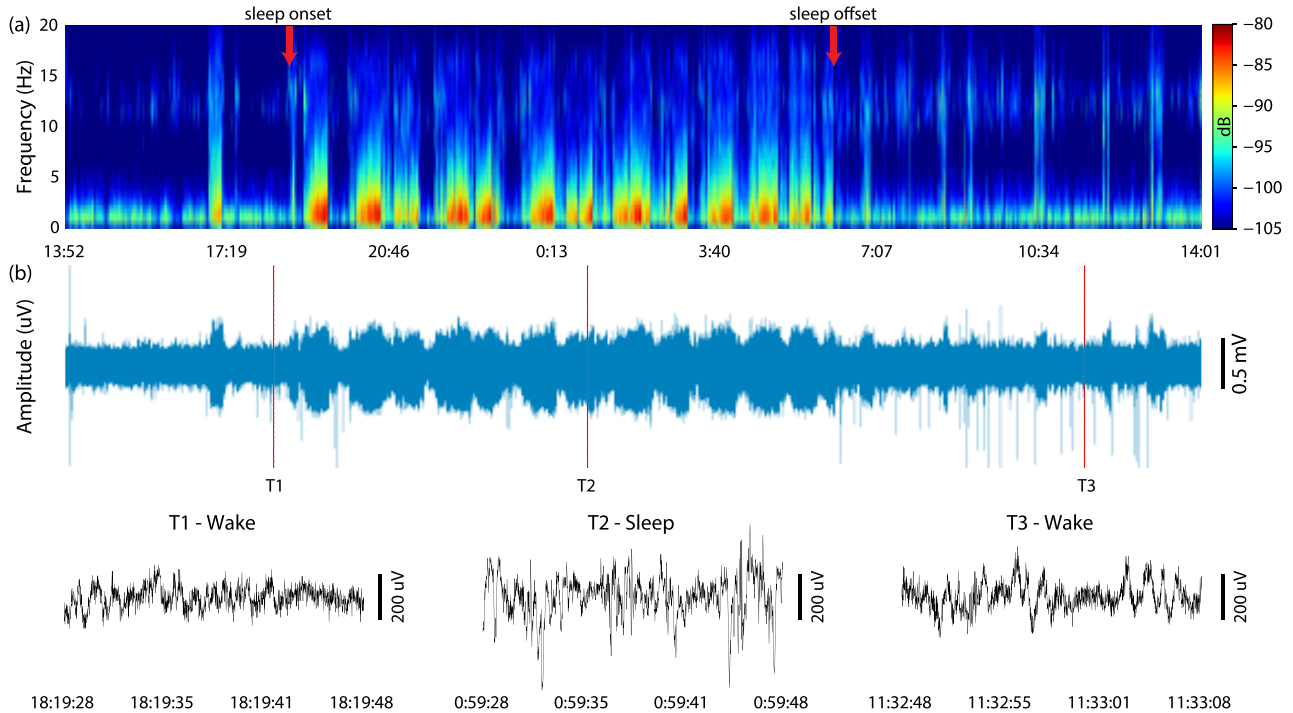 sleep onset
sleep offset
(a)
20
15
10
5
0
Frequency (Hz)
−80
−85
−90
−95
−100
−105
dB
13:52 17:19 20:46 0:13 3:40 7:07 10:34 14:01
(b)
Amplitude (uV)
0.5 mV
T1 T2 T3
T1 - Wake T2 - Sleep T3 - Wake
200 uV 200 uV 200 uV
18:19:28 18:19:35 18:19:41 18:19:48 0:59:28 0:59:35 0:59:41 0:59:48 11:32:48 11:32:55 11:33:01 11:33:08